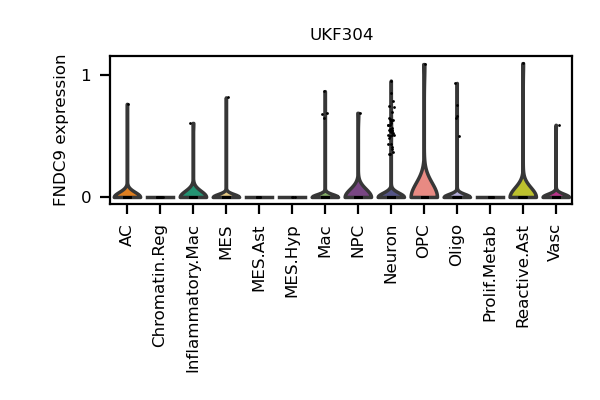 UKF304
FNDC9 expression
1
0
AC
Chromatin.Reg
Inflammatory.Mac
MES
MES.Ast
MES.Hyp
Mac
NPC
Neuron
OPC
Oligo
Prolif.Metab
Reactive.Ast
Vasc